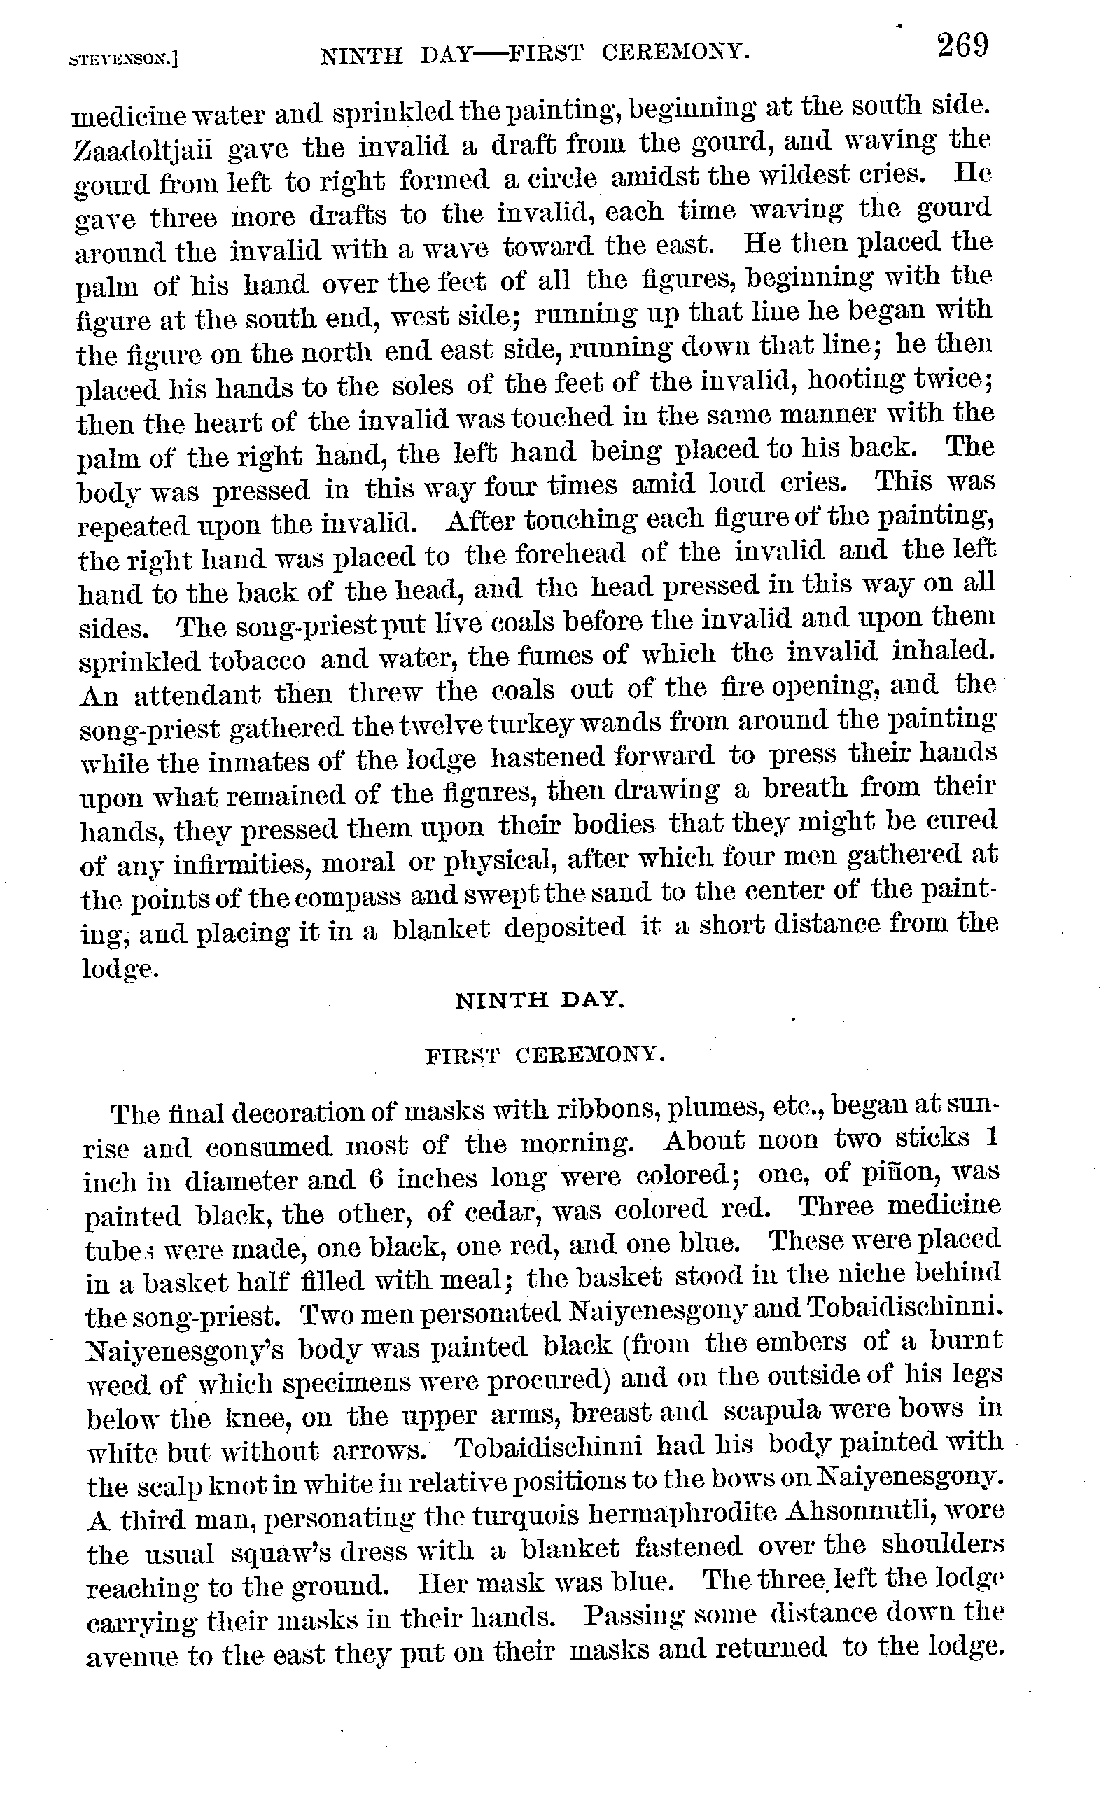 STEVENSON.] NINTH DAY—FIRST CEREMONY. 269
medicine water and sprinkled the painting, beginning at the south side.
Zaadoltjaii gave the invalid a draft from the gourd, and waving the
gourd from left to right formed a circle amidst the wildest cries. He
gave three more drafts to the invalid, each time waving the gourd
around the invalid with a wave toward the east. He then placed the
palm of his hand over the feet of all the figures, beginning with the
figure at the south end, west side; running up that line he began with
the figure on the north end east side, running down that line; he then
placed his hands to the soles of the feet of the invalid, hooting twice;
then the heart of the invalid was touched in the same manner with the
palm of the right hand, the left hand being placed to his back. The
body was pressed in this way four times amid loud cries. This was
repeated upon the invalid. After touching each figure of the painting,
the right hand was placed to the forehead of the invalid and the left
hand to the back of the head, and the head pressed in this way on all
sides. The song-priest put live coals before the invalid and upon them
sprinkled tobacco and water, the fumes of which the invalid inhaled.
An attendant then threw the coals out of the fire opening, and the
song-priest gathered the twelve turkey wands from around the painting
while the inmates of the lodge hastened forward to press their hands
upon what remained of the figures, then drawing a breath from their
hands, they pressed them upon their bodies that they might be cured
of any infirmities, moral or physical, after which four men gathered at
the points of the compass and swept the sand to the center of the paint-
ing, and placing it in a blanket deposited it a short distance from the
lodge.
NINTH DAY.
FIRST CEREMONY.
The final decoration of masks with ribbons, plumes, etc., began at sun-
rise and consumed most of the morning. About noon two sticks 1
inch in diameter and 6 inches long were colored; one, of piñon, was
painted black, the other, of cedar, was colored red. Three medicine
tubes were made, one black, one red, and one blue. These were placed
in a basket half filled with meal; the basket stood in the niche behind
the song-priest. Two men personated Naiyenesgony and Tobaidischinni.
Naiyenesgony's body was painted black (from the embers of a burnt
weed of which specimens were procured) and on the outside of his legs
below the knee, on the upper arms, breast and scapula were bows in
white but without arrows. Tobaidischinni had his body painted with
the scalp knot in white in relative positions to the bows on Naiyenesgony.
A third man, personating the turquois hermaphrodite Ahsonnutli, wore
the usual squaw's dress with a blanket fastened over the shoulders
reaching to the ground. Her mask was blue. The three left the lodge
carrying their masks in their hands. Passing some distance down the
avenue to the east they put on their masks and returned to the lodge.